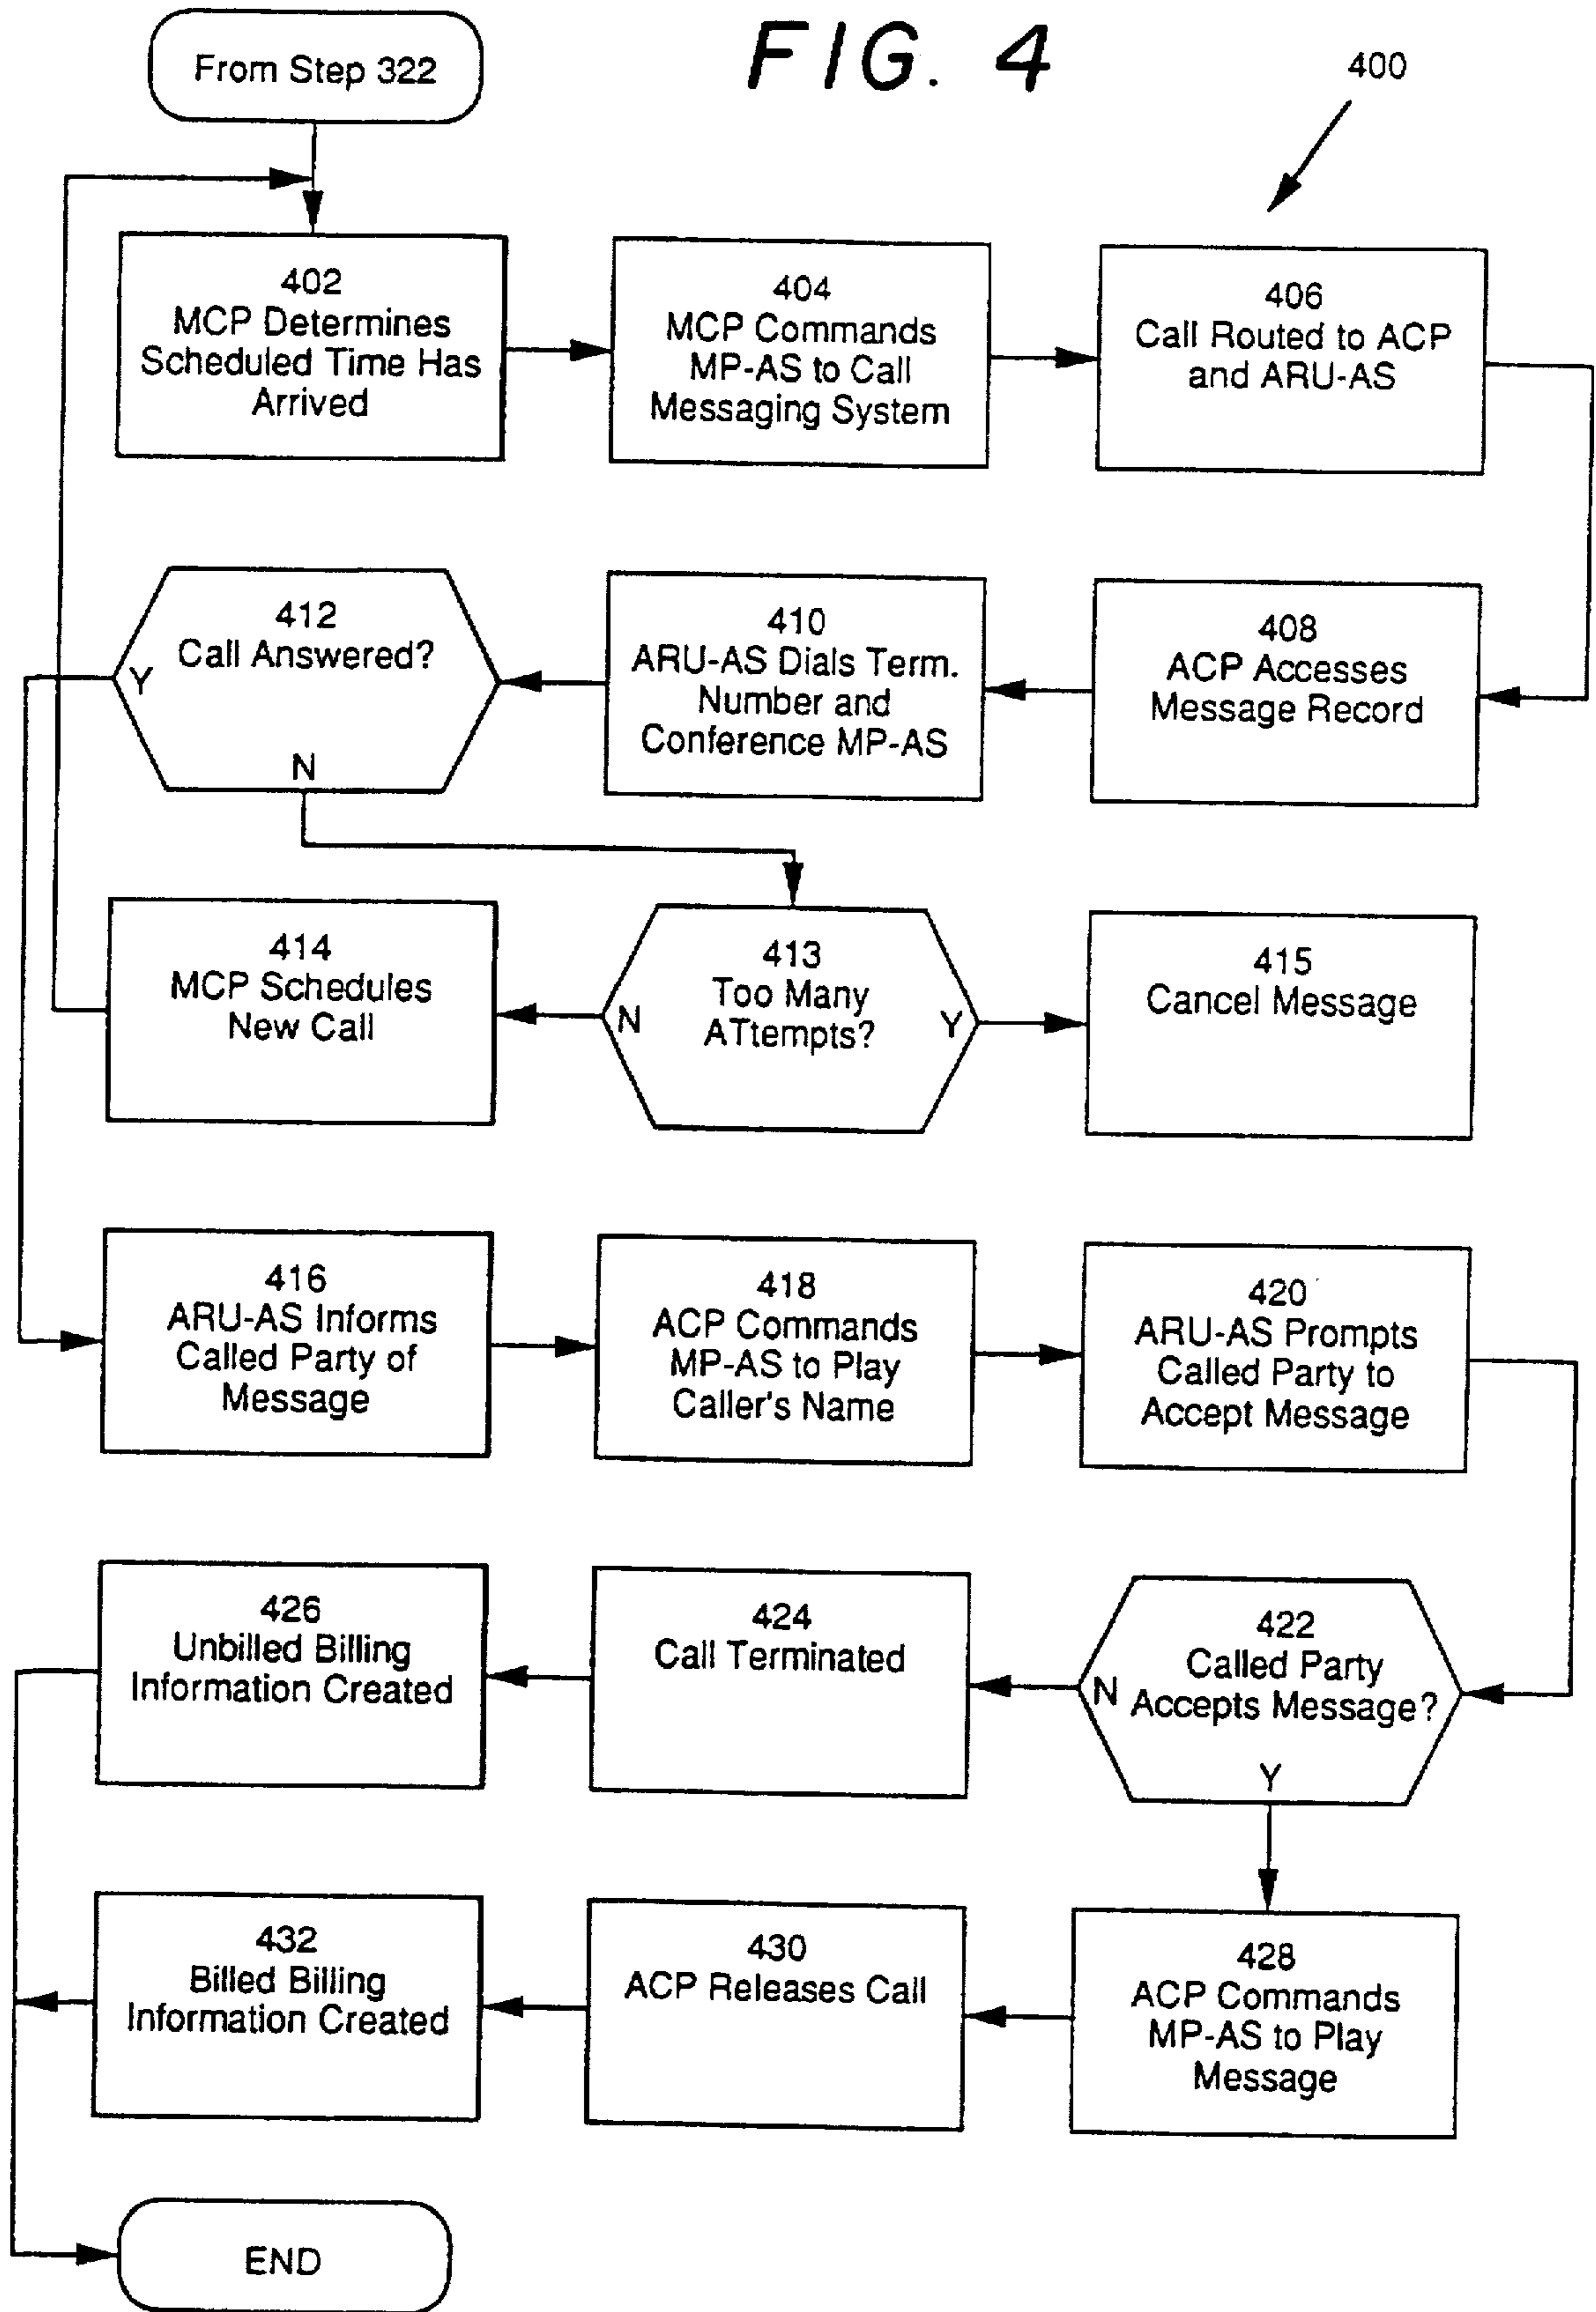 FIG. 4
400
From Step 322
402
MCP Determines
Scheduled Time Has
Arrived
404
MCP Commands
MP-AS to Call
Messaging System
406
Call Routed to ACP
and ARU-AS
412
Call Answered?
Y
N
410
ARU-AS Dials Term.
Number and
Conference MP-AS
408
ACP Accesses
Message Record
414
MCP Schedules
New Call
413
Too Many
ATtempts?
N
Y
415
Cancel Message
416
ARU-AS Informs
Called Party of
Message
418
ACP Commands
MP-AS to Play
Caller's Name
420
ARU-AS Prompts
Called Party to
Accept Message
426
Unbilled Billing
Information Created
424
Call Terminated
422
Called Party
Accepts Message?
N
Y
432
Billed Billing
Information Created
430
ACP Releases Call
428
ACP Commands
MP-AS to Play
Message
END